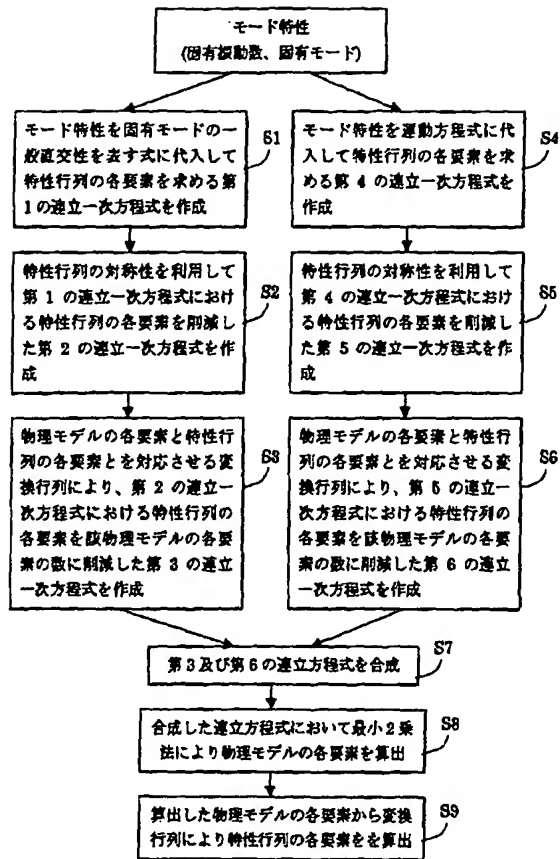 モード特性
(固有振動数、固有モード)
モード特性を固有モードの一
般直交性を表す式に代入して
特性行列の各要素を求める第
1の連立一次方程式を作成
S1
モード特性を運動方程式に代
入して特性行列の各要素を求
める第 4 の連立一次方程式を
作成
S4
特性行列の対称性を利用して
第 1 の連立一次方程式におけ
る特性行列の各要素を削減し
た第 2 の連立一次方程式を作
成
S2
特性行列の対称性を利用して
第 4 の連立一次方程式におけ
る特性行列の各要素を削減し
た第 5 の連立一次方程式を作
成
S5
物理モデルの各要素と特性行
列の各要素とを対応させる変
換行列により、第 2 の連立一
次方程式における特性行列の
各要素を該物理モデルの各要
素の数に削減した第 3 の連立
一次方程式を作成
S3
物理モデルの各要素と特性行
列の各要素とを対応させる変
換行列により、第 5 の連立一
次方程式における特性行列の
各要素を該物理モデルの各要
素の数に削減した第 6 の連立
一次方程式を作成
S6
第3及び第6の連立方程式を合成
S7
合成した連立方程式において最小2乗
法により物理モデルの各要素を算出
S8
算出した物理モデルの各要素から変換
行列により特性行列の各要素をを算出
S9